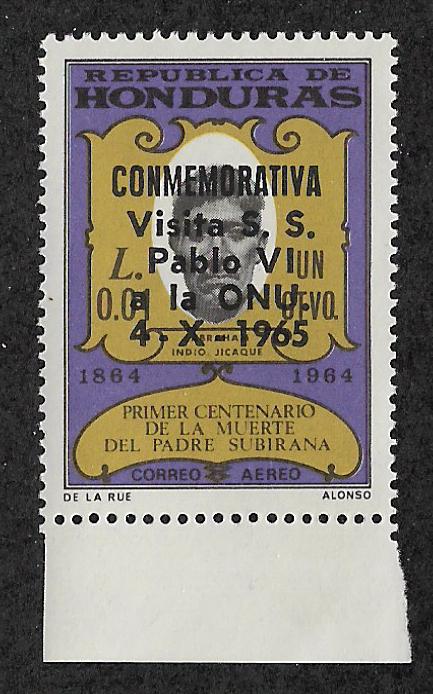 REPUBLICA DE
HONDURAS
CONMEMORATIVA
Visita S. S.
Pablo VI
a la ONU.
4 - X - 1965
L.
0.01
UN
CTVO.
INDIO JICAQUE
1864 1964
PRIMER CENTENARIO
DE LA MUERTE
DEL PADRE SUBIRANA
CORREO AEREO
DE LA RUE ALONSO